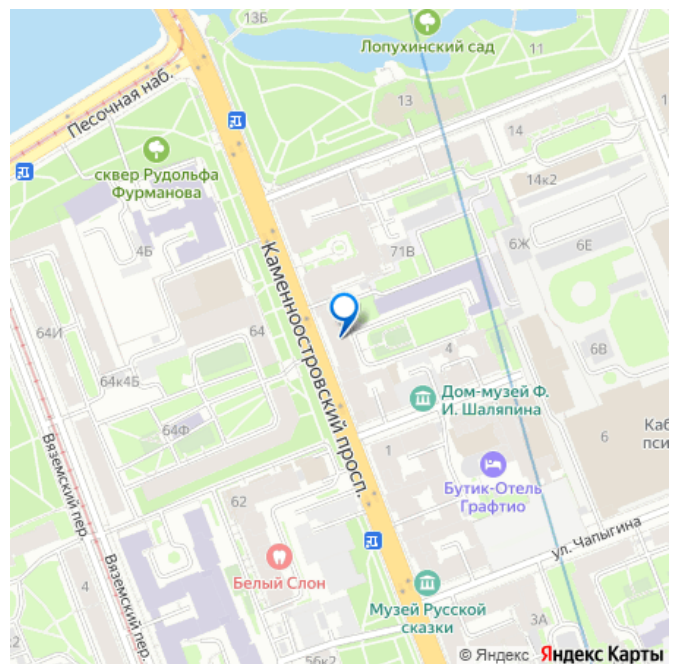 13Б
Лопухинский сад
11
Песочная наб.
13
14
сквер Рудольфа
Фурманова
14к2
4Б
71В
6Ж
6Е
Каменноостровский просп.
64И
64
4
6В
64к4Б
Дом-музей Ф.
И. Шаляпина
64Ф
Каб
пси
6
1
Вяземский пер.
Бутик-Отель
Графтио
62
ул. Чапыгина
Вяземский пер.
4
Белый Слон
Музей Русской
сказки
3А
56к2
© Яндекс Яндекс Карты